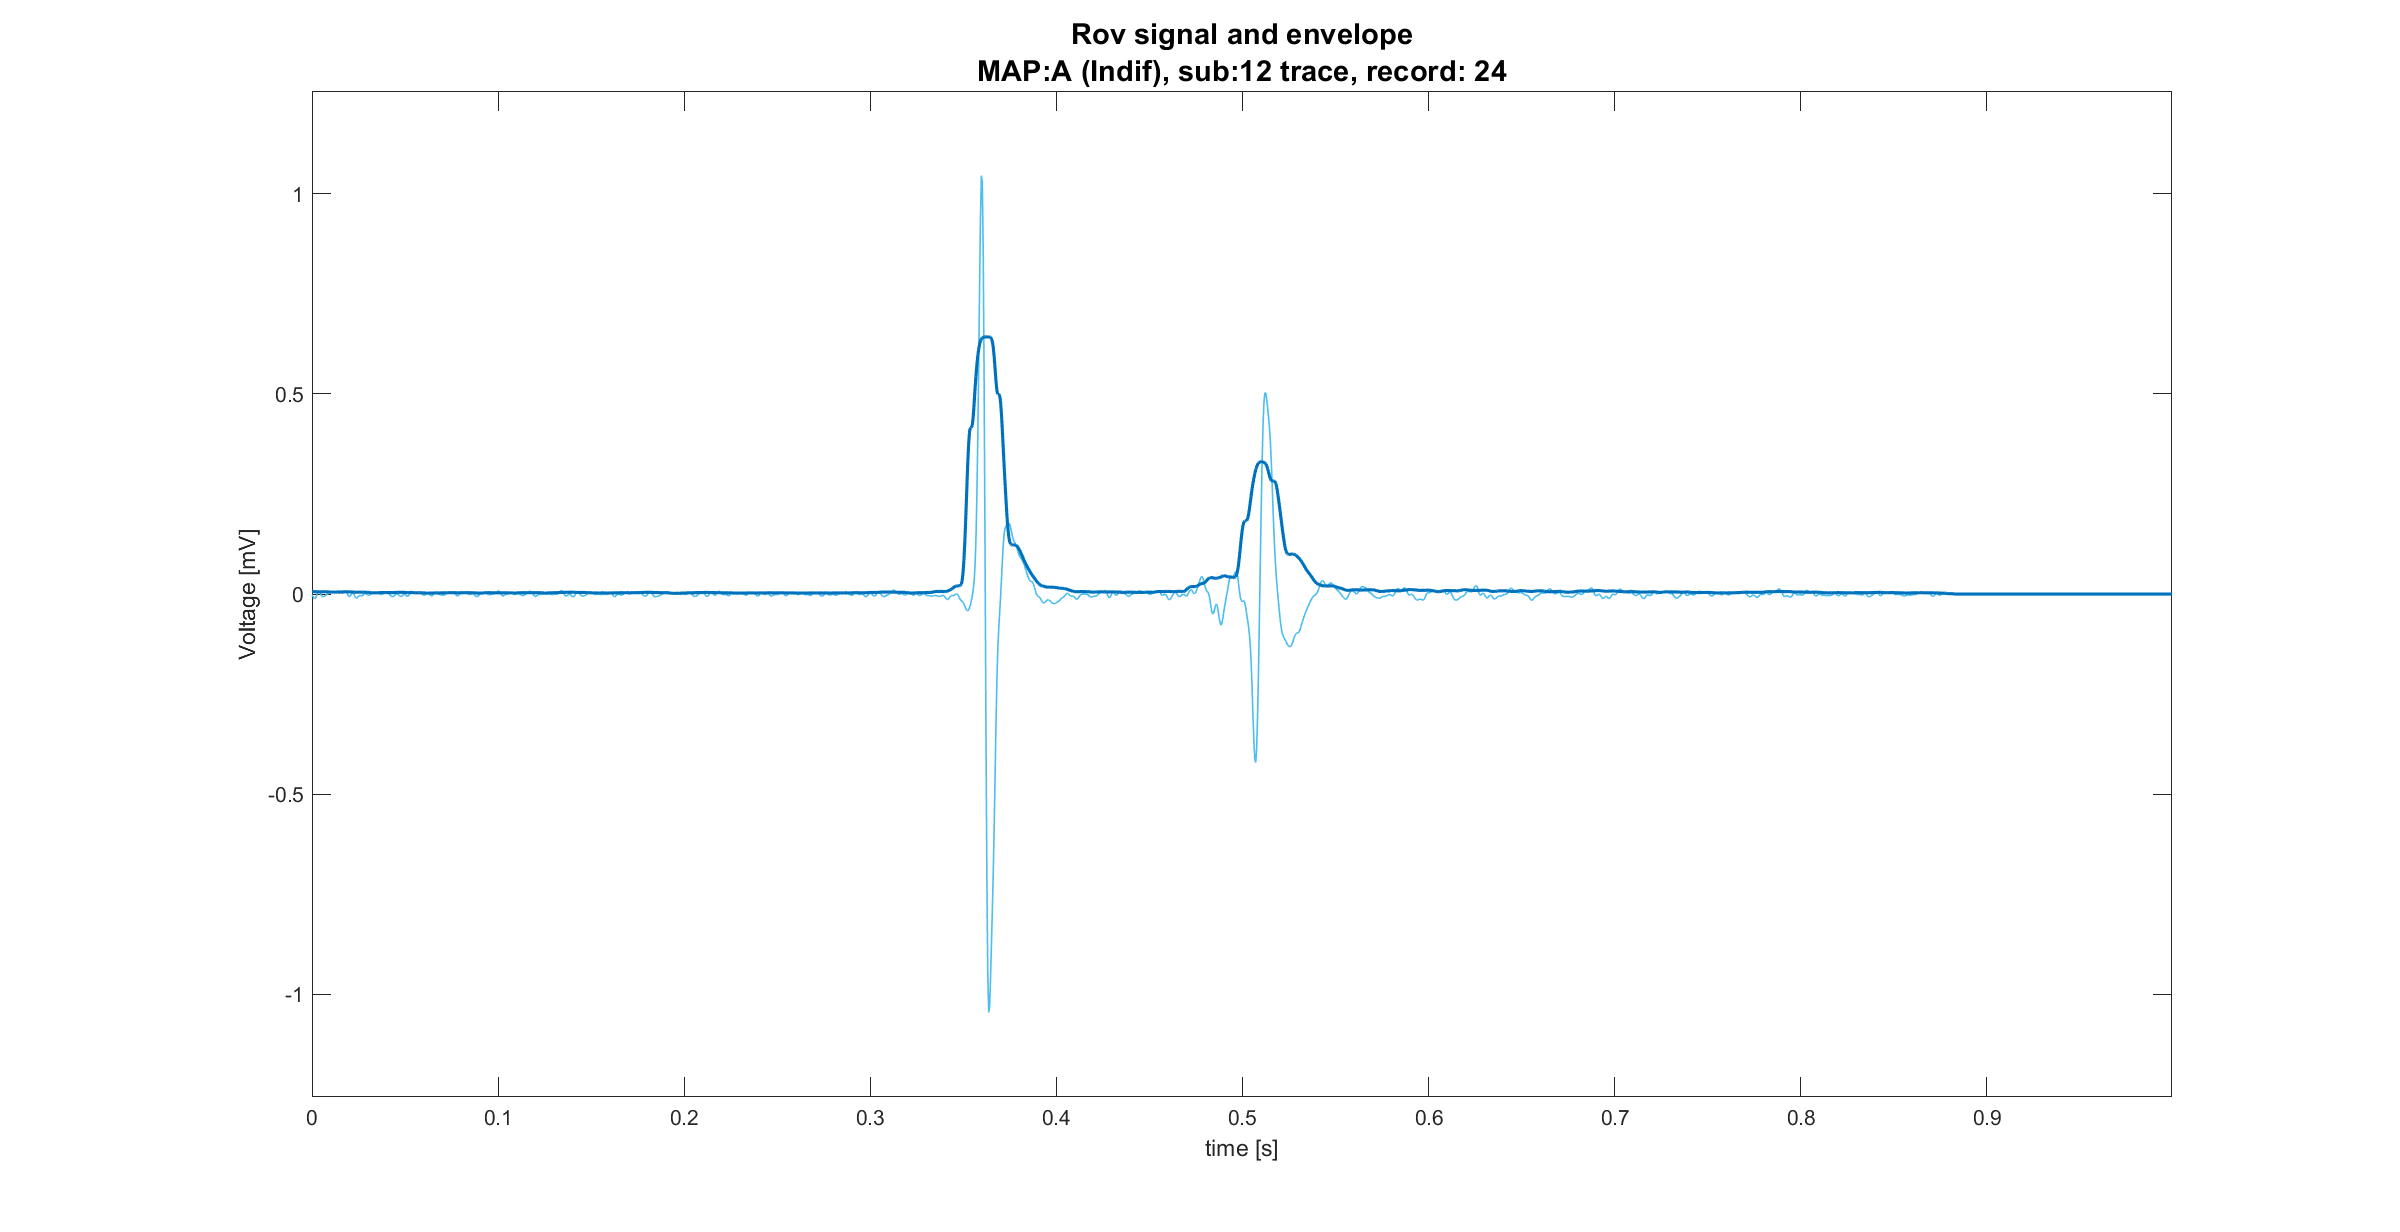 Rov signal and envelope
MAP:A (Indif), sub:12 trace, record: 24
1
0.5
0
-0.5
-1
Voltage [mV]
0 0.1 0.2 0.3 0.4 0.5 0.6 0.7 0.8 0.9
time [s]